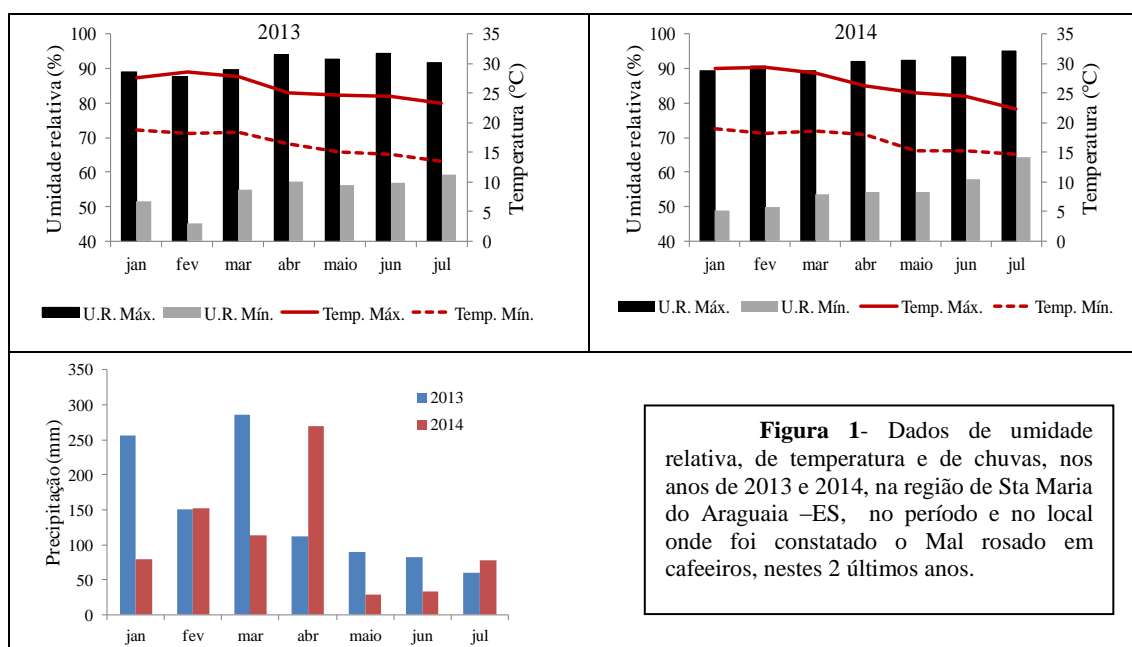 2013
Umidade relativa (%)
100
90
80
70
60
50
40
35
30
25
20
15
10
5
0
Temperatura (°C)
jan fev mar abr maio jun jul
U.R. Máx. U.R. Mín. Temp. Máx. Temp. Mín.
2014
Umidade relativa (%)
100
90
80
70
60
50
40
35
30
25
20
15
10
5
0
Temperatura (°C)
jan fev mar abr maio jun jul
U.R. Máx. U.R. Mín. Temp. Máx. Temp. Mín.
Precipitação (mm)
350
300
250
200
150
100
50
0
2013
2014
jan fev mar abr maio jun jul
Figura 1- Dados de umidade
relativa, de temperatura e de chuvas, nos
anos de 2013 e 2014, na região de Sta Maria
do Araguaia –ES, no período e no local
onde foi constatado o Mal rosado em
cafeeiros, nestes 2 últimos anos.